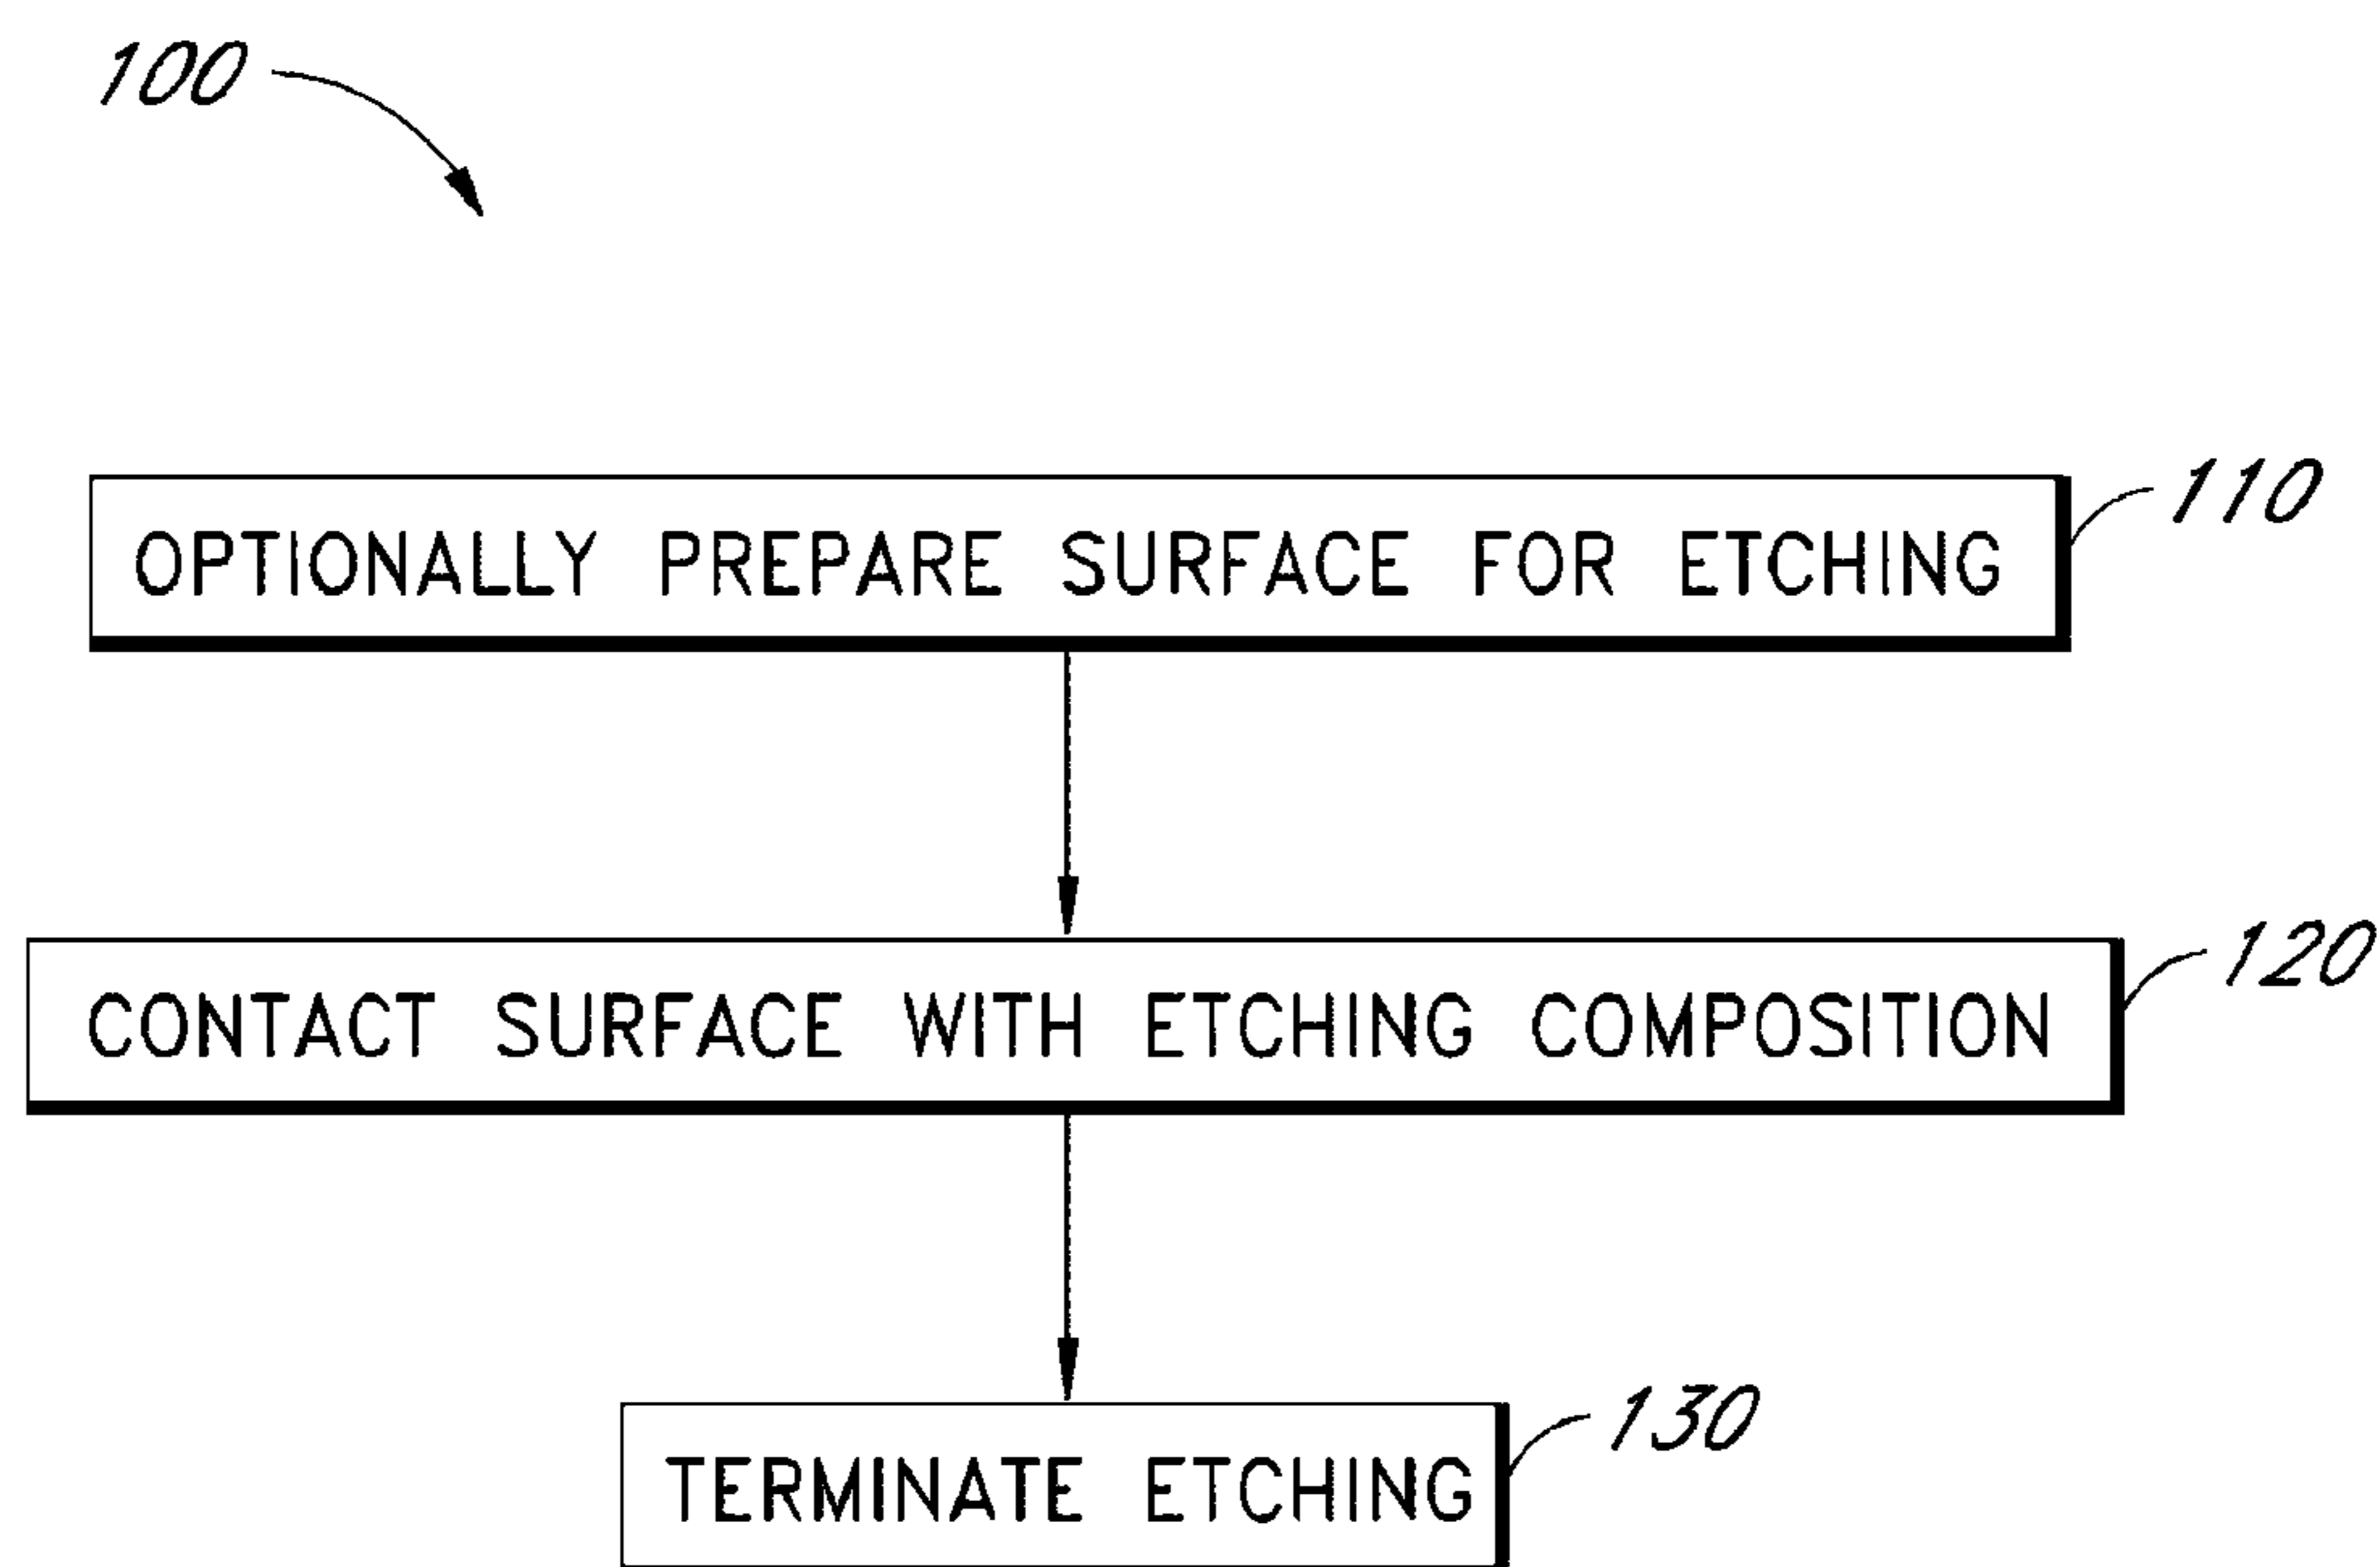 100
OPTIONALLY PREPARE SURFACE FOR ETCHING
110
CONTACT SURFACE WITH ETCHING COMPOSITION
120
TERMINATE ETCHING
130